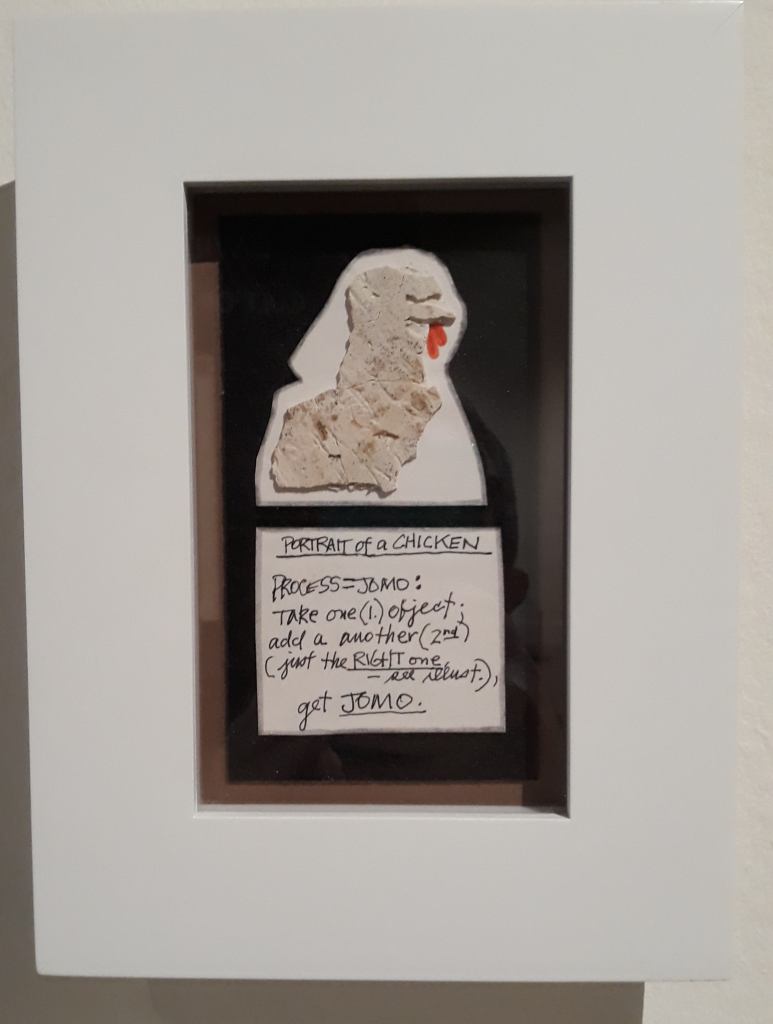 PORTRAIT of a CHICKEN
PROCESS=JOMO:
TAKE one (1.) object;
add a another (2nd)
(just the RIGHT one,
- see illust.),
get JOMO.